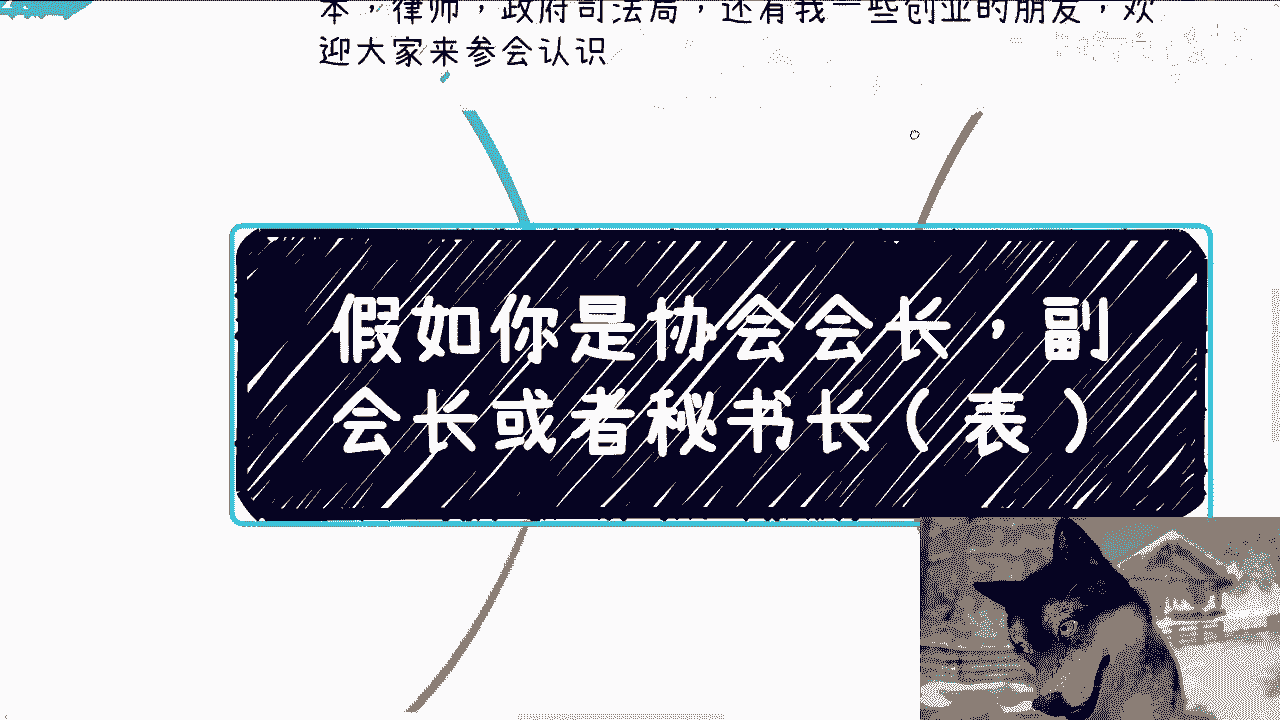 本，律师，政府司法局，还有我一些创业的朋友，欢
迎大家来参会认识
假如你是协会会长，副
会长或者秘书长（表）